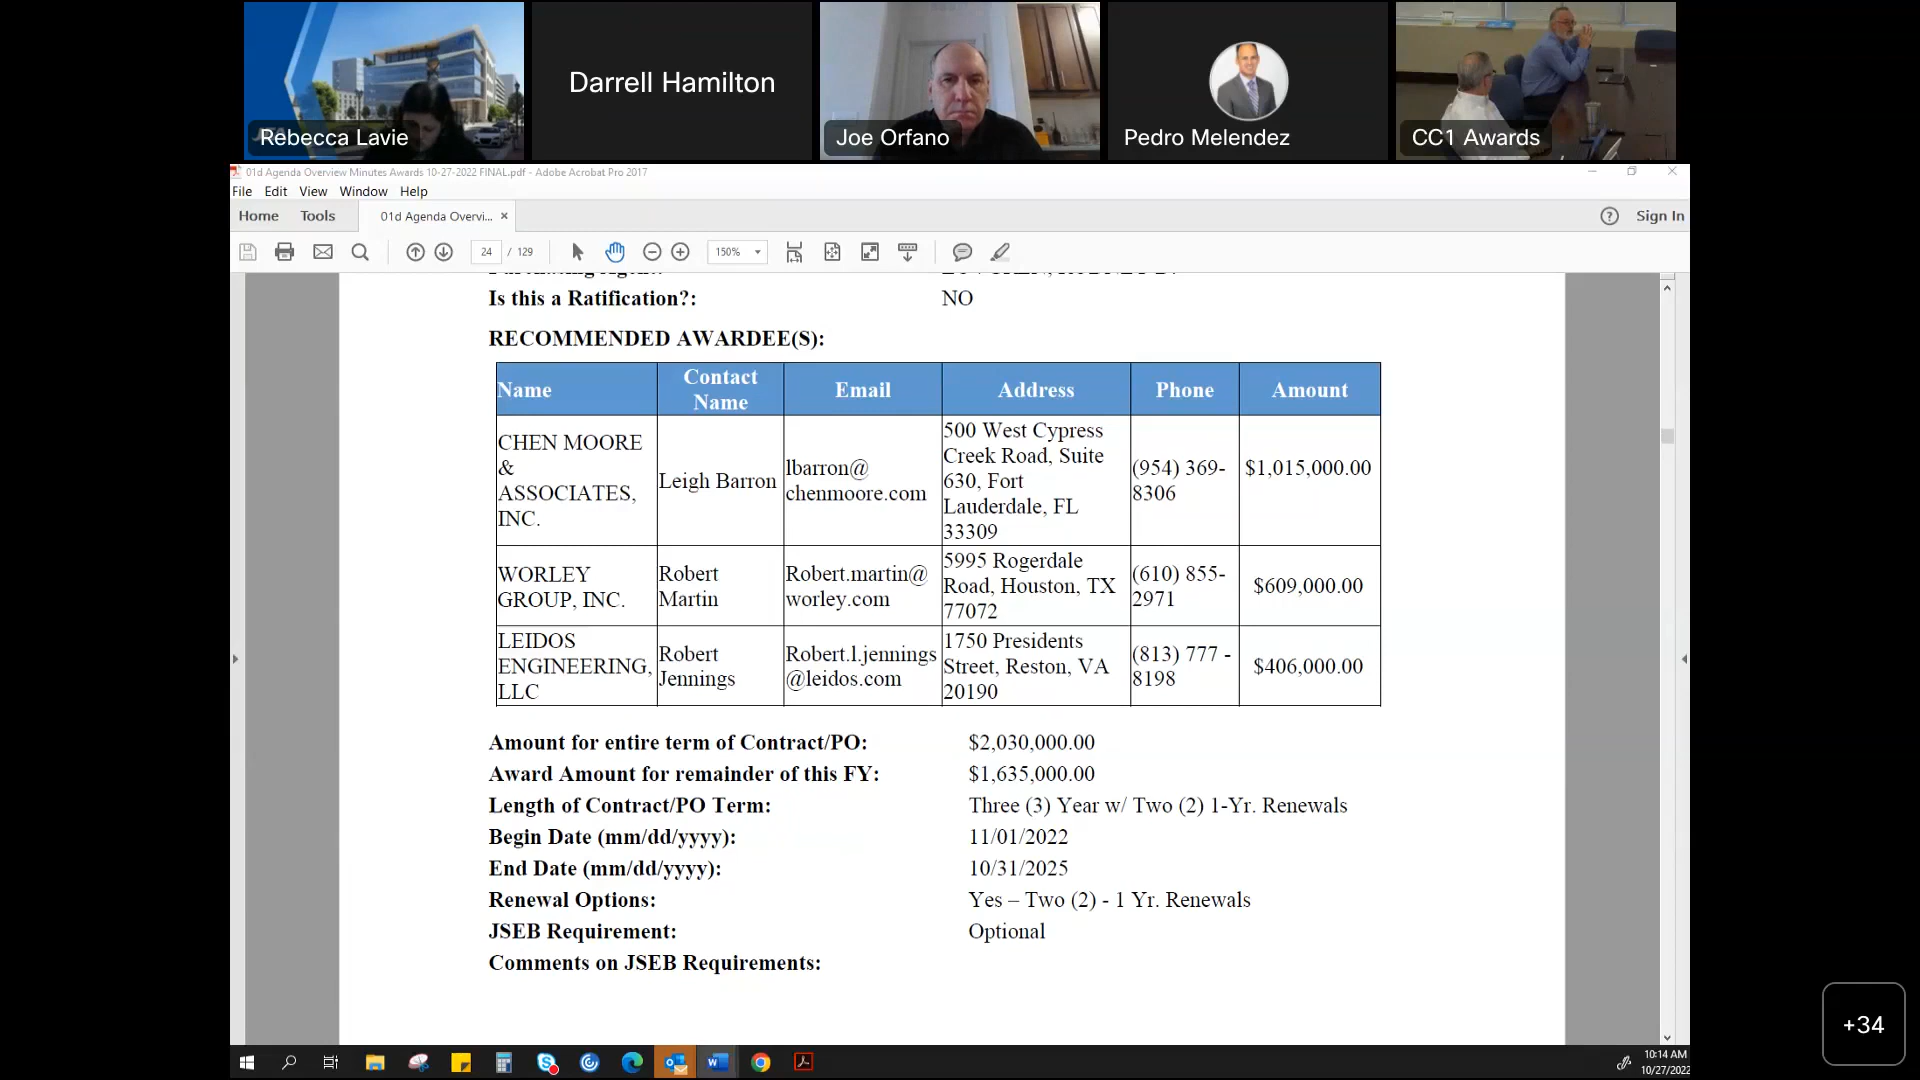 Rebecca Lavie
Darrell Hamilton
Joe Orfano
Pedro Melendez
CC1 Awards
01d Agenda Overview Minutes Awards 10-27-2022 FINAL.pdf - Adobe Acrobat Pro 2017
File Edit View Window Help
Home Tools 01d Agenda Overvi... × Sign In
24 / 129 150%
Is this a Ratification?: NO
RECOMMENDED AWARDEE(S):
Name
Contact
Name
Email
Address
Phone
Amount
CHEN MOORE
&
ASSOCIATES,
INC.
Leigh Barron
lbarron@
chenmoore.com
500 West Cypress
Creek Road, Suite
630, Fort
Lauderdale, FL
33309
(954) 369-
8306
$1,015,000.00
WORLEY
GROUP, INC.
Robert
Martin
Robert.martin@
worley.com
5995 Rogerdale
Road, Houston, TX
77072
(610) 855-
2971
$609,000.00
LEIDOS
ENGINEERING,
LLC
Robert
Jennings
Robert.l.jennings
@leidos.com
1750 Presidents
Street, Reston, VA
20190
(813) 777 -
8198
$406,000.00
Amount for entire term of Contract/PO: $2,030,000.00
Award Amount for remainder of this FY: $1,635,000.00
Length of Contract/PO Term: Three (3) Year w/ Two (2) 1-Yr. Renewals
Begin Date (mm/dd/yyyy): 11/01/2022
End Date (mm/dd/yyyy): 10/31/2025
Renewal Options: Yes – Two (2) - 1 Yr. Renewals
JSEB Requirement: Optional
Comments on JSEB Requirements:
+34
10:14 AM
10/27/2022